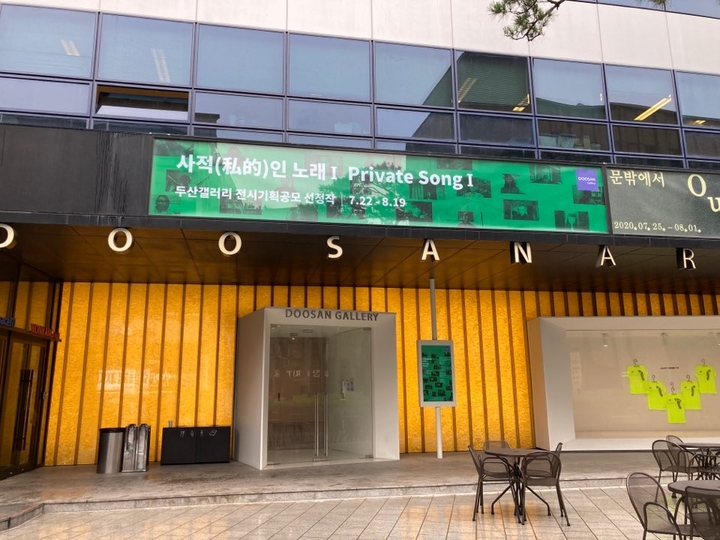 사적(私的)인 노래 I Private Song I
두산갤러리 전시기획공모 선정작 | 7.22 - 8.19
DOOSAN
Gallery
문밖에서
2020.07.25.-08.01.
DOOSAN AR
DOOSAN GALLERY